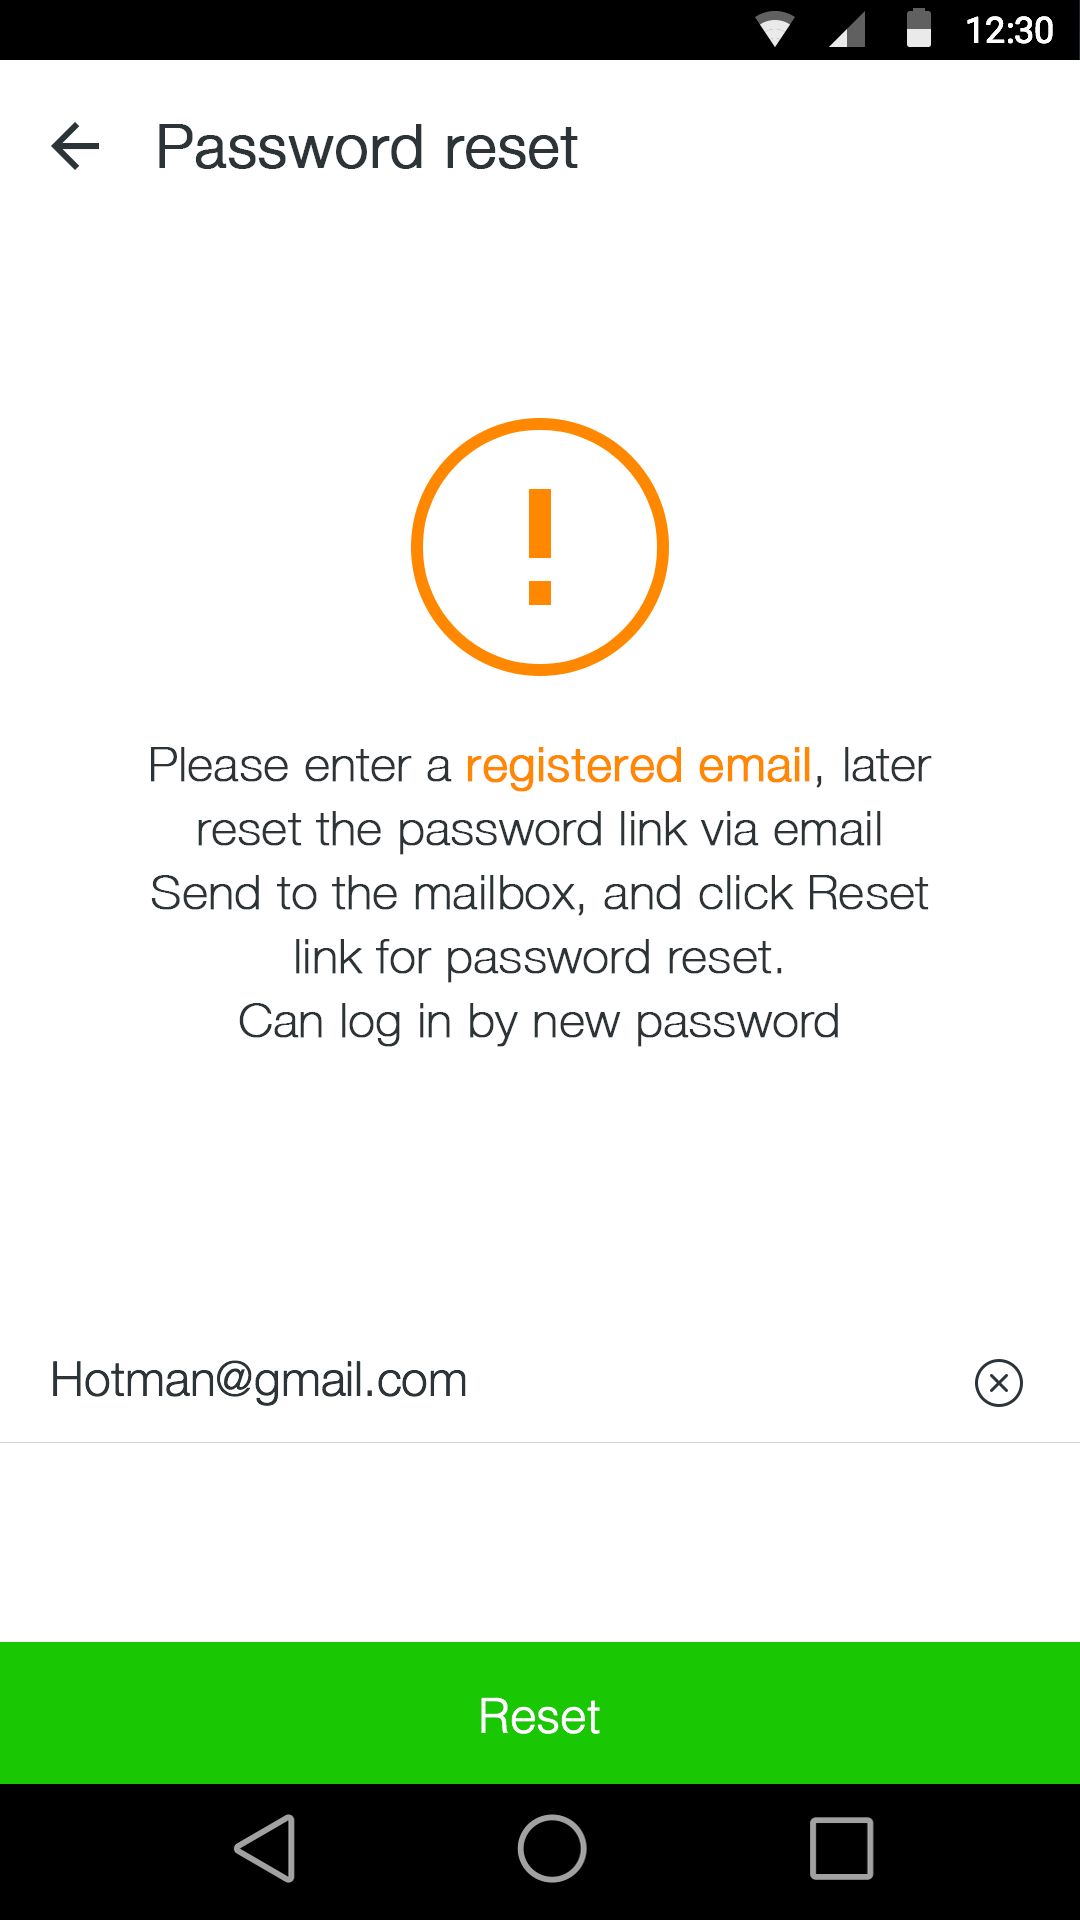 12:30
Password reset
Please enter a registered email, later
reset the password link via email
Send to the mailbox, and click Reset
link for password reset.
Can log in by new password
Hotman@gmail.com
Reset